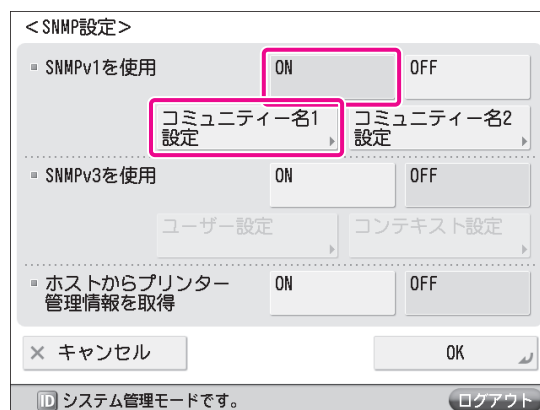 <SNMP設定>
SNMPv1を使用 ON OFF
コミュニティー名1 コミュニティー名2
設定 設定
SNMPv3を使用 ON OFF
ユーザー設定 コンテキスト設定
ホストからプリンター ON OFF
管理情報を取得
× キャンセル OK
ID システム管理モードです。 ログアウト